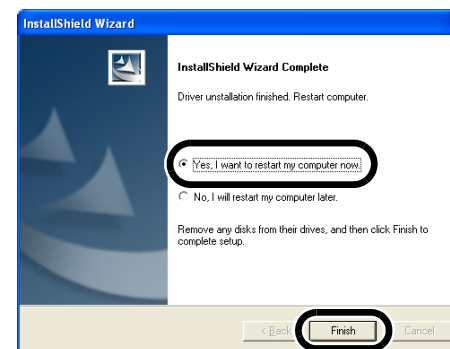 InstallShield Wizard
InstallShield Wizard Complete
Driver unstallation finished. Restart computer.
Yes, I want to restart my computer now.
No, I will restart my computer later.
Remove any disks from their drives, and then click Finish to
complete setup.
< Back
Finish
Cancel